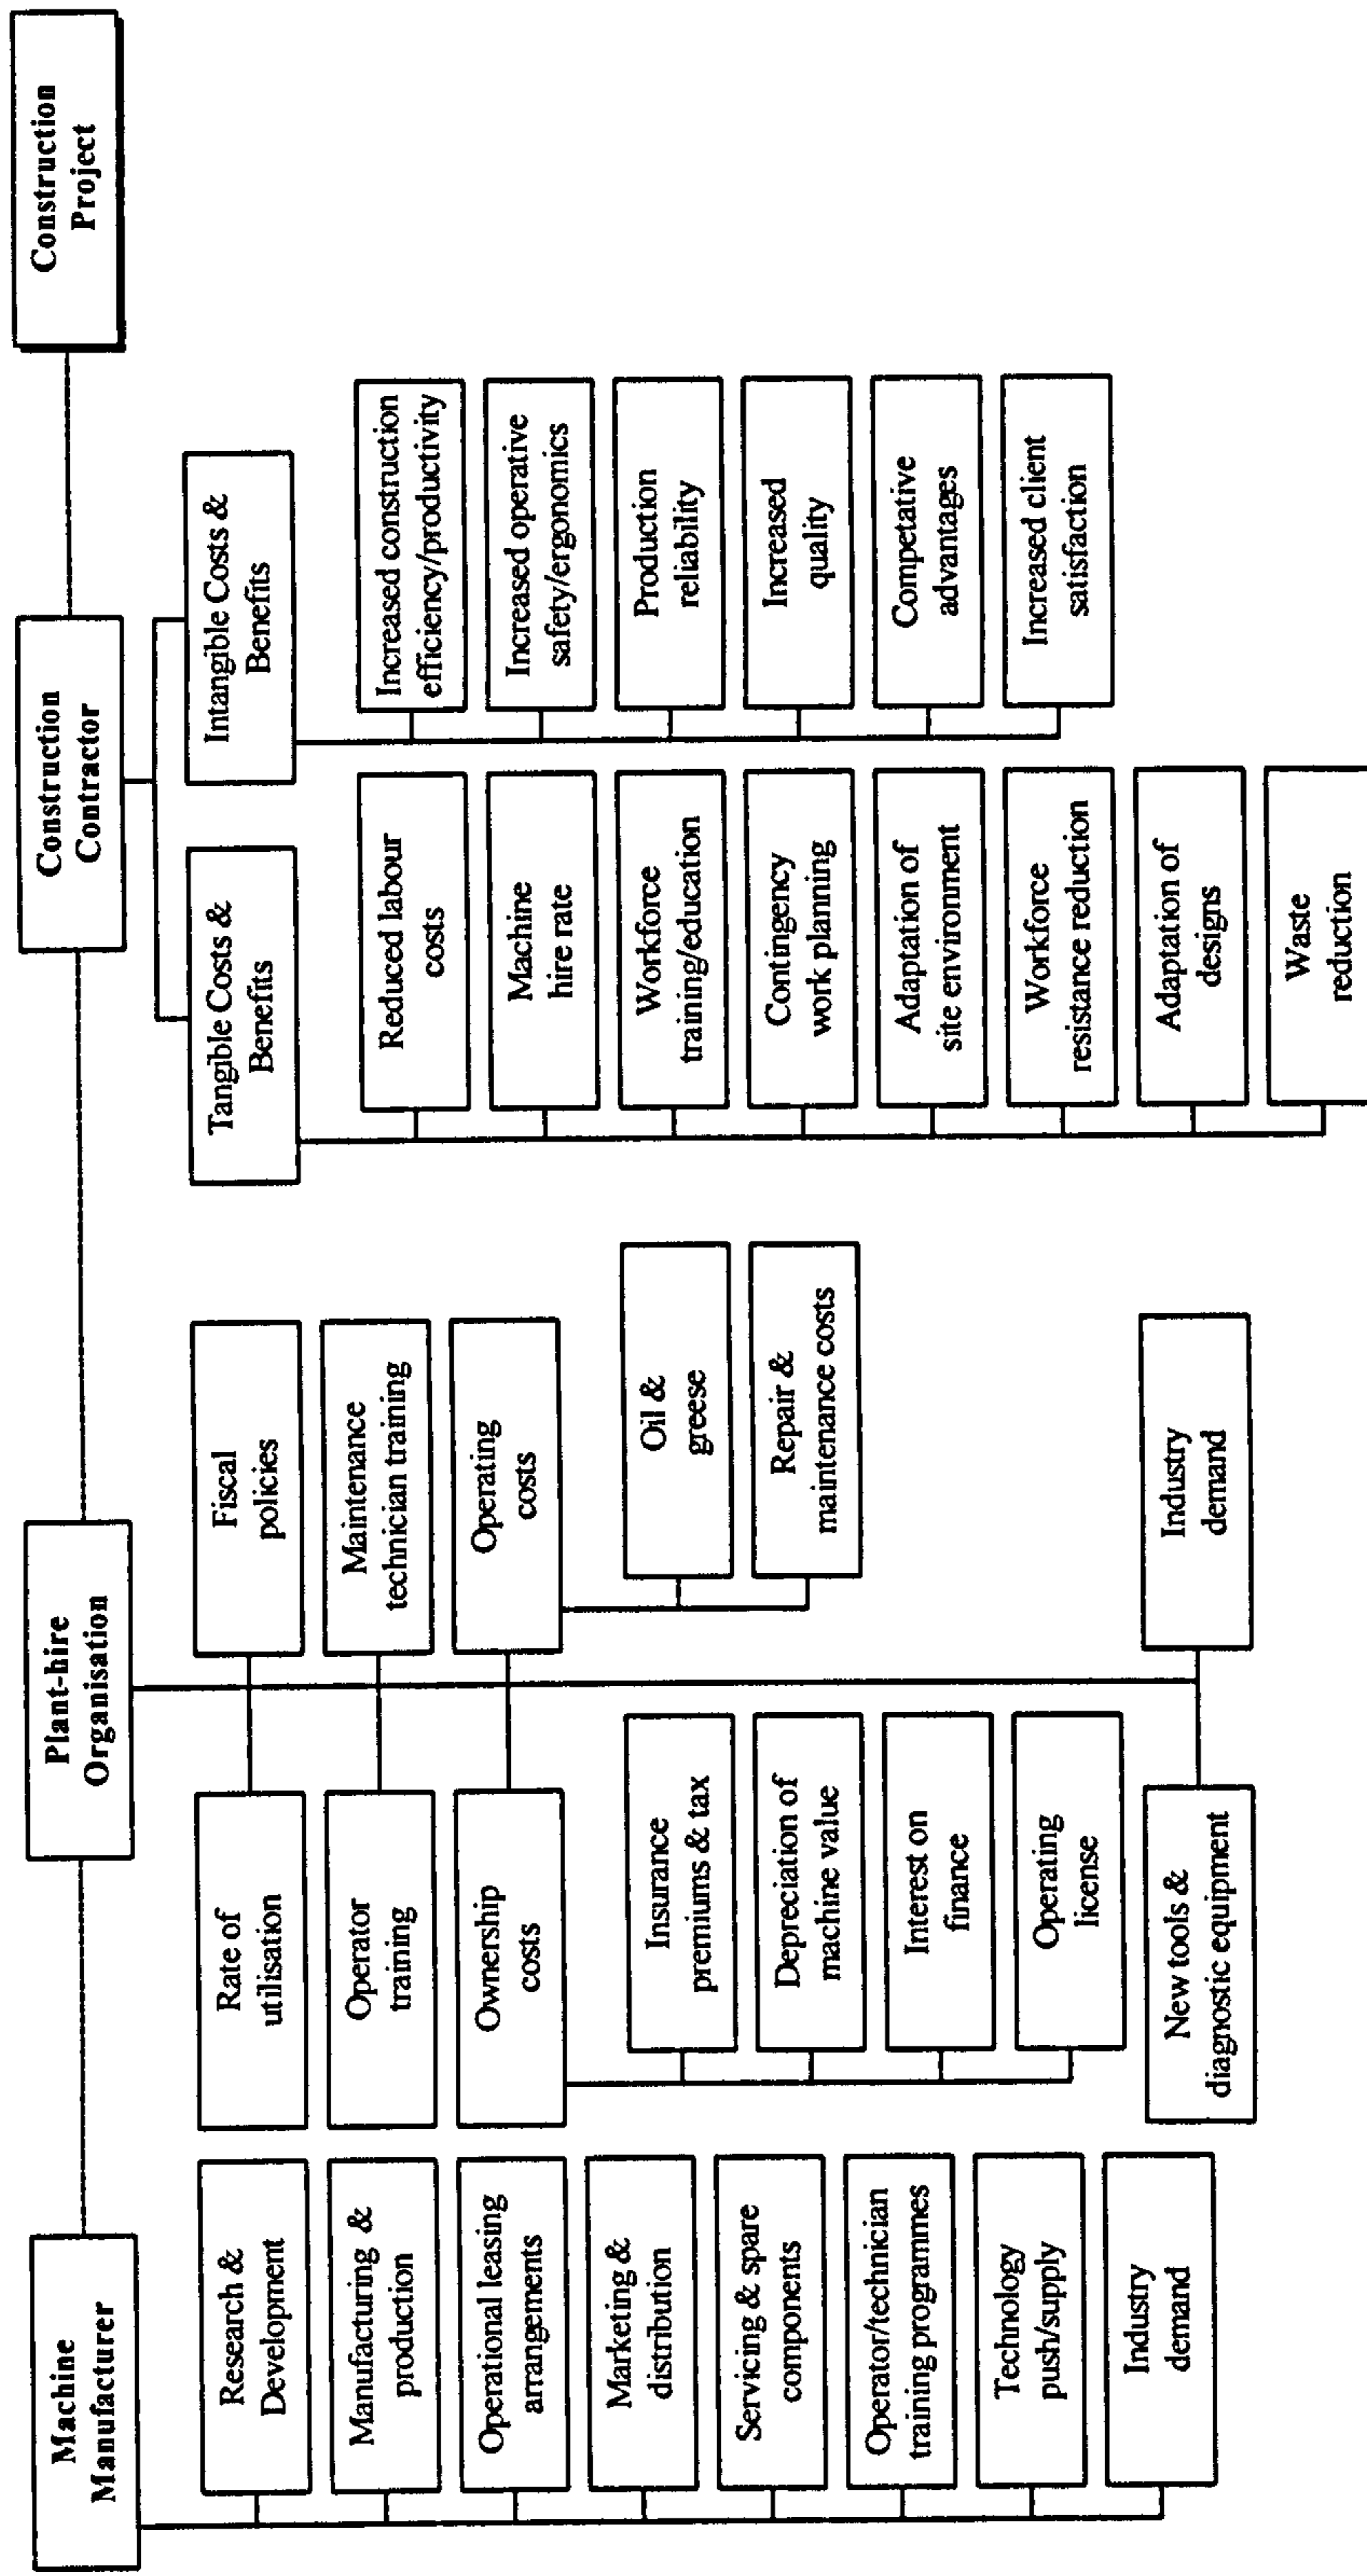 Machine
Manufacturer
Research &
Development
Manufacturing &
production
Operational leasing
arrangements
Marketing &
distribution
Servicing & spare
components
Operator/technician
training programmes
Technology
push/supply
Industry
demand
Plant-hire
Organisation
Rate of
utilisation
Fiscal
policies
Operator
training
Maintenance
technician training
Ownership
costs
Operating
costs
Insurance
premiums & tax
Depreciation of
machine value
Interest on
finance
Operating
license
Oil &
greese
Repair &
maintenance costs
New tools &
diagnostic equipment
Industry
demand
Construction
Contractor
Tangible Costs &
Benefits
Reduced labour
costs
Machine
hire rate
Workforce
training/education
Contingency
work planning
Adaptation of
site environment
Workforce
resistance reduction
Adaptation of
designs
Waste
reduction
Intangible Costs &
Benefits
Increased construction
efficiency/productivity
Increased operative
safety/ergonomics
Production
reliability
Increased
quality
Competative
advantages
Increased client
satisfaction
Construction
Project